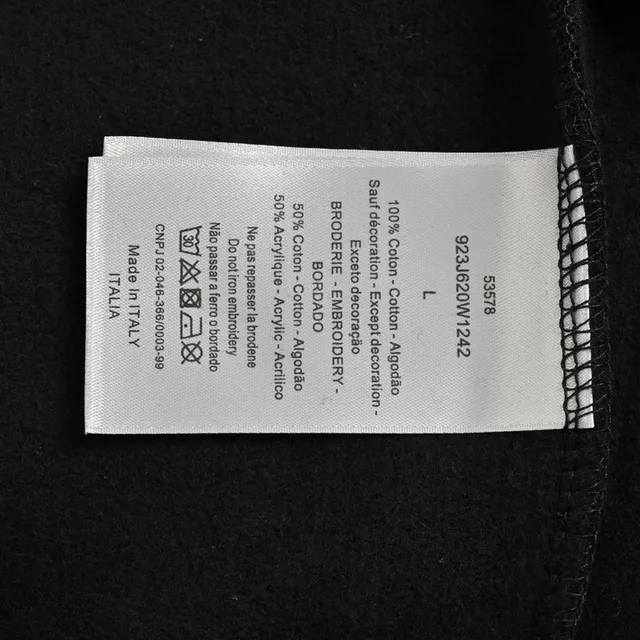 53578
923J620W1242
L
100% Coton - Cotton - Algodão
Sauf décoration - Except decoration -
Exceto decoração
BRODERIE - EMBROIDERY -
BORDADO
50% Coton - Cotton - Algodão
50% Acrylique - Acrylic - Acrílico
Ne pas repasser la broderie
Do not iron embroidery
Não passar a ferro o bordado
30
CNPJ 02-046-366/0003-99
Made In ITALY
ITALIA